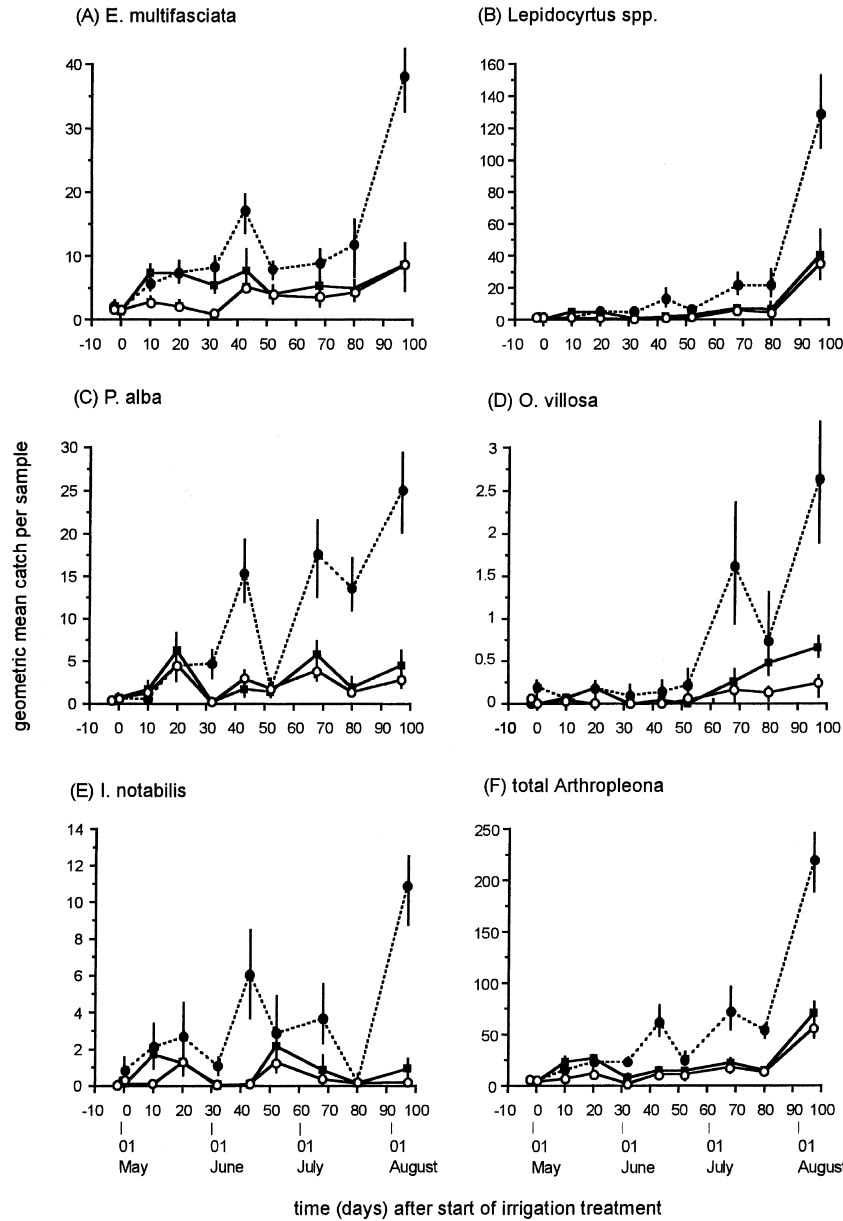 (A) E. multifasciata
(B) Lepidocyrtus spp.
40
30
20
10
0
-10 0 10 20 30 40 50 60 70 80 90 100
160
140
120
100
80
60
40
20
0
-10 0 10 20 30 40 50 60 70 80 90 100
(C) P. alba
(D) O. villosa
geometric mean catch per sample
30
25
20
15
10
5
0
-10 0 10 20 30 40 50 60 70 80 90 100
3
2.5
2
1.5
1
0.5
0
-10 0 10 20 30 40 50 60 70 80 90 100
(E) I. notabilis
(F) total Arthropleona
14
12
10
8
6
4
2
0
-10 0 10 20 30 40 50 60 70 80 90 100
01 01 01 01
May June July August
250
200
150
100
50
0
-10 0 10 20 30 40 50 60 70 80 90 100
01 01 01 01
May June July August
time (days) after start of irrigation treatment